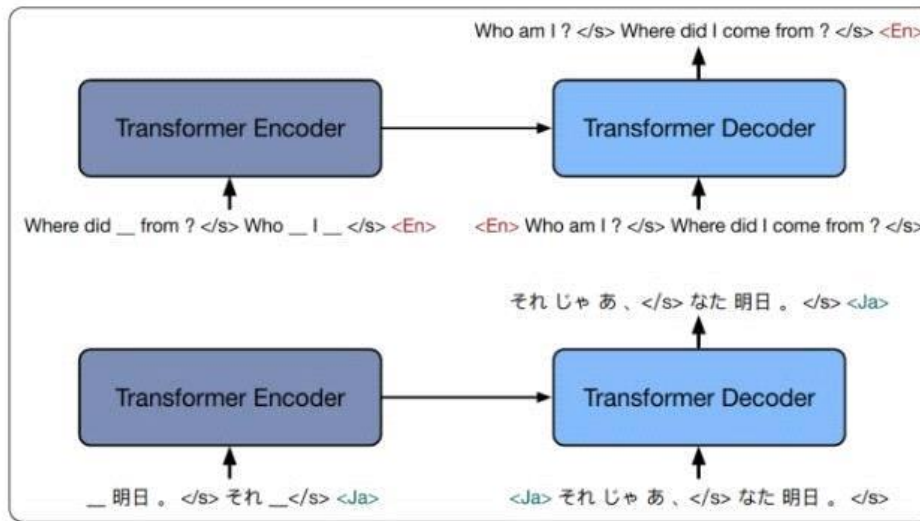 Who am I ? </s> Where did I come from ? </s> <En>
Transformer Encoder
Transformer Decoder
Where did __ from ? </s> Who __ I __ </s> <En>
<En> Who am I ? </s> Where did I come from ? </s>
それ じゃ あ 、 </s> なた 明日 。 </s> <Ja>
Transformer Encoder
Transformer Decoder
__ 明日 。 </s> それ __</s> <Ja>
<Ja> それ じゃ あ 、 </s> なた 明日 。 </s>